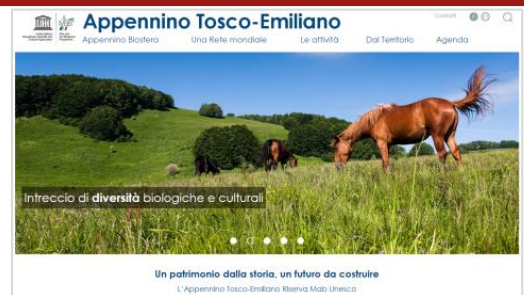 Contatti
Appennino Tosco-Emiliano
Appennino Biosfera
Una Rete mondiale
Le attività
Dal Territorio
Agenda
Intreccio di diversità biologiche e culturali
Un patrimonio dalla storia, un futuro da costruire
L'Appennino Tosco-Emiliano Riserva Mab Unesco